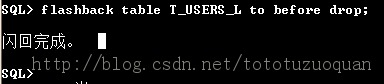 SQL> flashback table T_USERS_L to before drop;
闪回完成。
http://blog.csdn.net/tototuzuoquan
SQL>